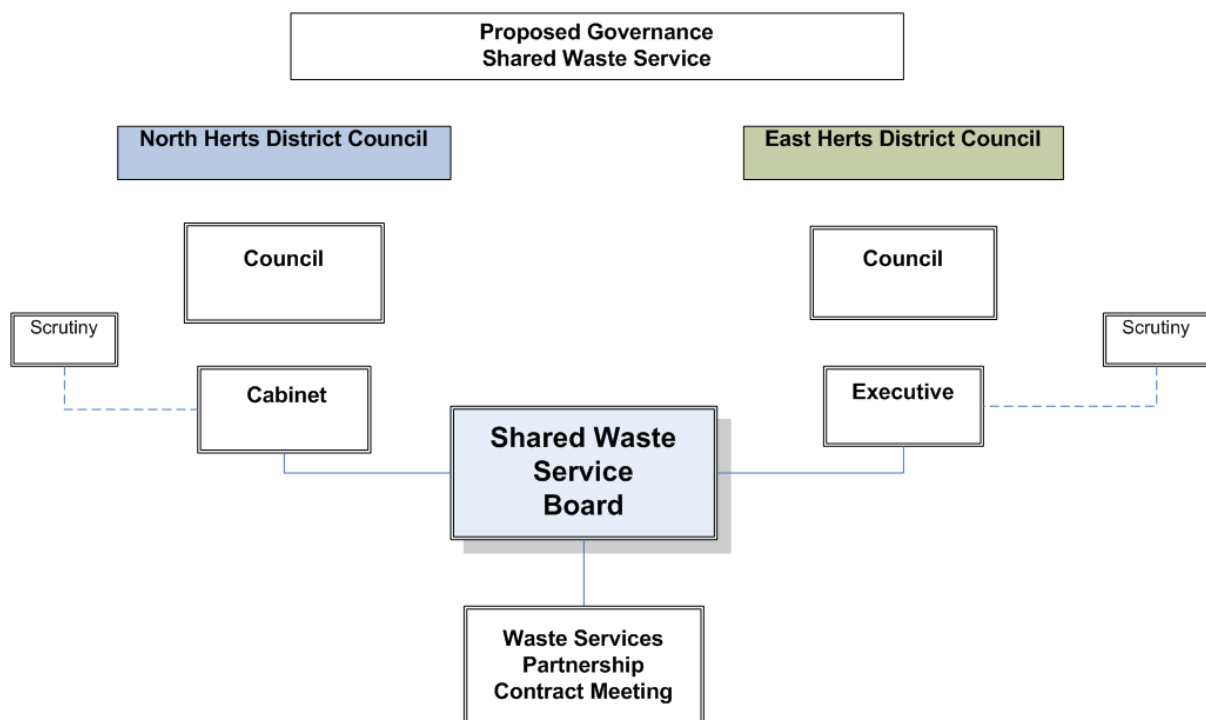 Proposed Governance
Shared Waste Service
North Herts District Council
East Herts District Council
Council
Council
Scrutiny
Scrutiny
Cabinet
Executive
Shared Waste
Service
Board
Waste Services
Partnership
Contract Meeting